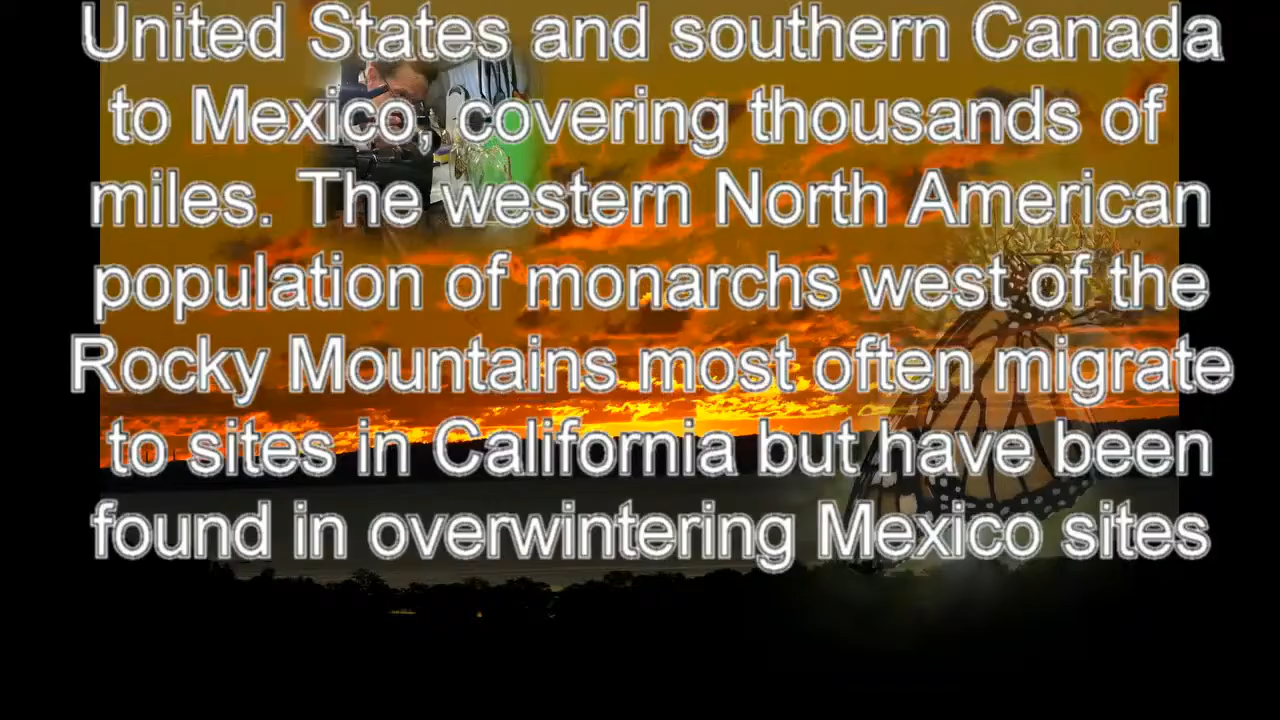 United States and southern Canada
to Mexico, covering thousands of
miles. The western North American
population of monarchs west of the
Rocky Mountains most often migrate
to sites in California but have been
found in overwintering Mexico sites